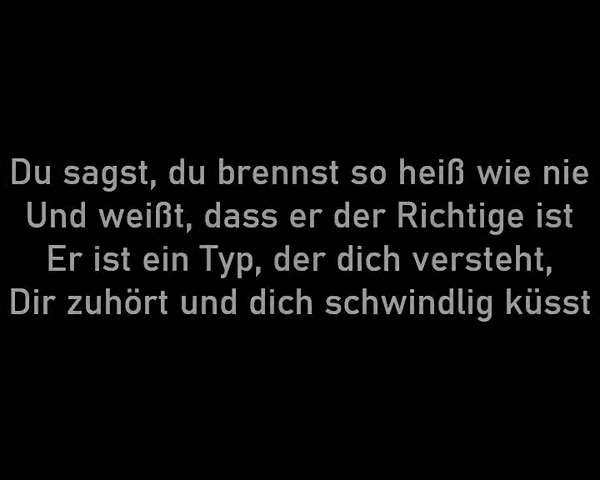 Du sagst, du brennst so heiß wie nie
Und weißt, dass er der Richtige ist
Er ist ein Typ, der dich versteht,
Dir zuhört und dich schwindlig küsst